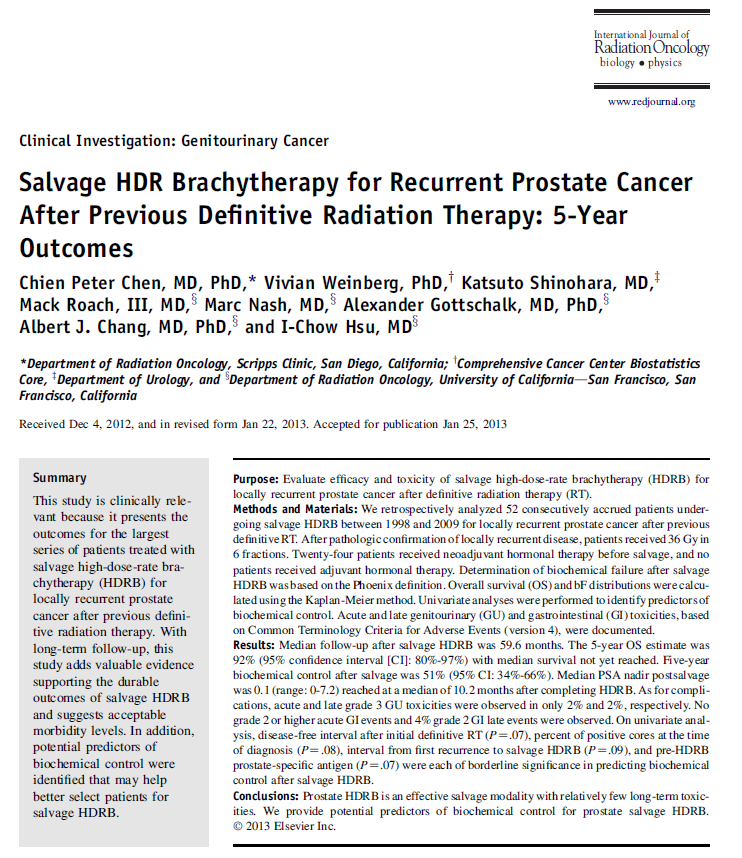 International Journal of
Radiation Oncology
biology • physics
www.redjournal.org
Clinical Investigation: Genitourinary Cancer
Salvage HDR Brachytherapy for Recurrent Prostate Cancer
After Previous Definitive Radiation Therapy: 5-Year
Outcomes
Chien Peter Chen, MD, PhD,* Vivian Weinberg, PhD,† Katsuto Shinohara, MD,‡
Mack Roach, III, MD,§ Marc Nash, MD,§ Alexander Gottschalk, MD, PhD,§
Albert J. Chang, MD, PhD,§ and I-Chow Hsu, MD§
*Department of Radiation Oncology, Scripps Clinic, San Diego, California; †Comprehensive Cancer Center Biostatistics
Core, ‡Department of Urology, and §Department of Radiation Oncology, University of California—San Francisco, San
Francisco, California
Received Dec 4, 2012, and in revised form Jan 22, 2013. Accepted for publication Jan 25, 2013
Summary
This study is clinically rele-
vant because it presents the
outcomes for the largest
series of patients treated with
salvage high-dose-rate bra-
chytherapy (HDRB) for
locally recurrent prostate
cancer after previous defini-
tive radiation therapy. With
long-term follow-up, this
study adds valuable evidence
supporting the durable
outcomes of salvage HDRB
and suggests acceptable
morbidity levels. In addition,
potential predictors of
biochemical control were
identified that may help
better select patients for
salvage HDRB.
Purpose: Evaluate efficacy and toxicity of salvage high-dose-rate brachytherapy (HDRB) for
locally recurrent prostate cancer after definitive radiation therapy (RT).
Methods and Materials: We retrospectively analyzed 52 consecutively accrued patients under-
going salvage HDRB between 1998 and 2009 for locally recurrent prostate cancer after previous
definitive RT. After pathologic confirmation of locally recurrent disease, patients received 36 Gy in
6 fractions. Twenty-four patients received neoadjuvant hormonal therapy before salvage, and no
patients received adjuvant hormonal therapy. Determination of biochemical failure after salvage
HDRB was based on the Phoenix definition. Overall survival (OS) and bF distributions were calcu-
lated using the Kaplan-Meier method. Univariate analyses were performed to identify predictors of
biochemical control. Acute and late genitourinary (GU) and gastrointestinal (GI) toxicities, based
on Common Terminology Criteria for Adverse Events (version 4), were documented.
Results: Median follow-up after salvage HDRB was 59.6 months. The 5-year OS estimate was
92% (95% confidence interval [CI]: 80%-97%) with median survival not yet reached. Five-year
biochemical control after salvage was 51% (95% CI: 34%-66%). Median PSA nadir postsalvage
was 0.1 (range: 0-7.2) reached at a median of 10.2 months after completing HDRB. As for compli-
cations, acute and late grade 3 GU toxicities were observed in only 2% and 2%, respectively. No
grade 2 or higher acute GI events and 4% grade 2 GI late events were observed. On univariate anal-
ysis, disease-free interval after initial definitive RT (P=.07), percent of positive cores at the time
of diagnosis (P=.08), interval from first recurrence to salvage HDRB (P=.09), and pre-HDRB
prostate-specific antigen (P=.07) were each of borderline significance in predicting biochemical
control after salvage HDRB.
Conclusions: Prostate HDRB is an effective salvage modality with relatively few long-term toxic-
ities. We provide potential predictors of biochemical control for prostate salvage HDRB.
© 2013 Elsevier Inc.